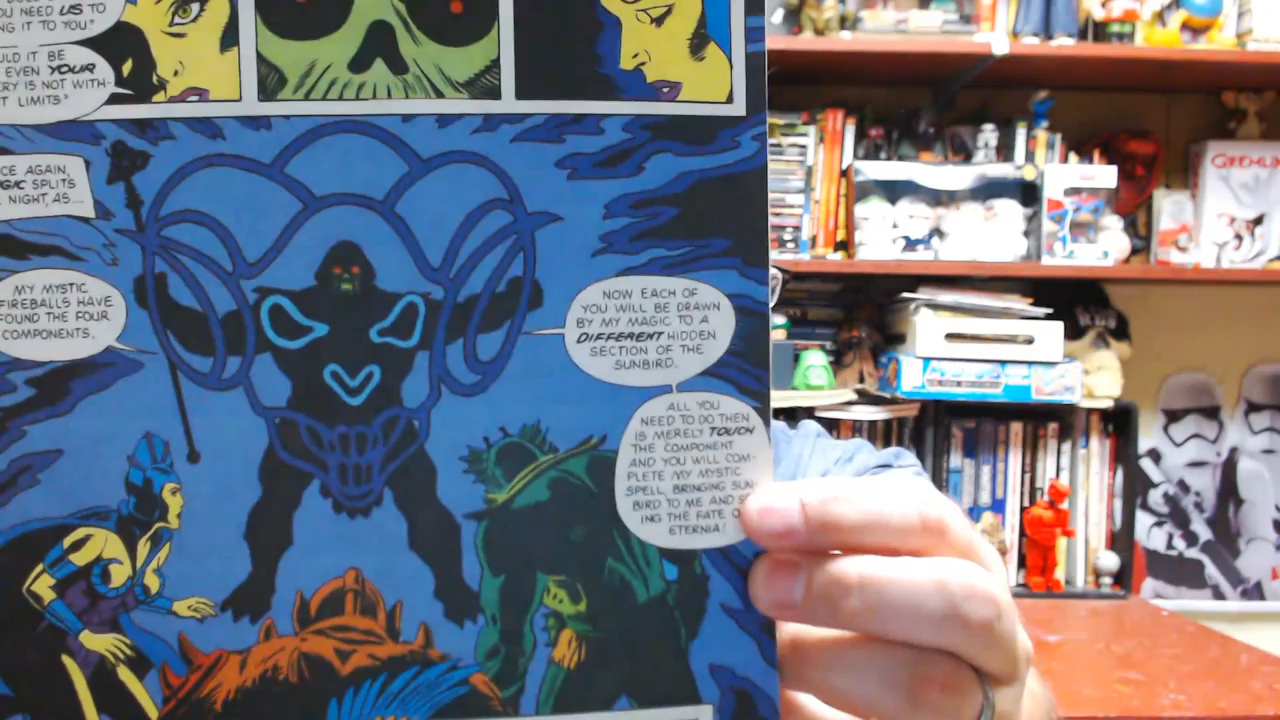 YOU NEED US TO
NG IT TO YOU."
ULD IT BE
EVEN YOUR
RY IS NOT WITH-
T LIMITS"
CE AGAIN,
GIC SPLITS
NIGHT, AS...
MY MYSTIC
FIREBALLS HAVE
FOUND THE FOUR
COMPONENTS.
NOW EACH OF
YOU WILL BE DRAWN
BY MY MAGIC TO A
DIFFERENT HIDDEN
SECTION OF THE
SUNBIRD.
ALL YOU
NEED TO DO THEN
IS MERELY TOUCH
THE COMPONENT
AND YOU WILL COM-
PLETE MY MYSTIC
SPELL, BRINGING SUN-
BIRD TO ME AND S
ING THE FATE O
ETERNIA!
GREMLIN